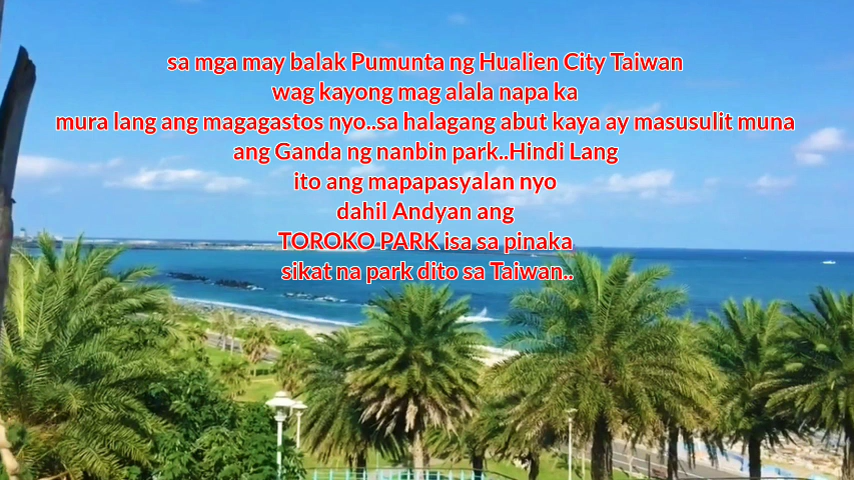 sa mga may balak Pumunta ng Hualien City Taiwan
wag kayong mag alala napa ka
mura lang ang magagastos nyo..sa halagang abut kaya ay masusulit muna
ang Ganda ng nanbin park..Hindi Lang
ito ang mapapasyalan nyo
dahil Andyan ang
TOROKO PARK isa sa pinaka
sikat na park dito sa Taiwan..